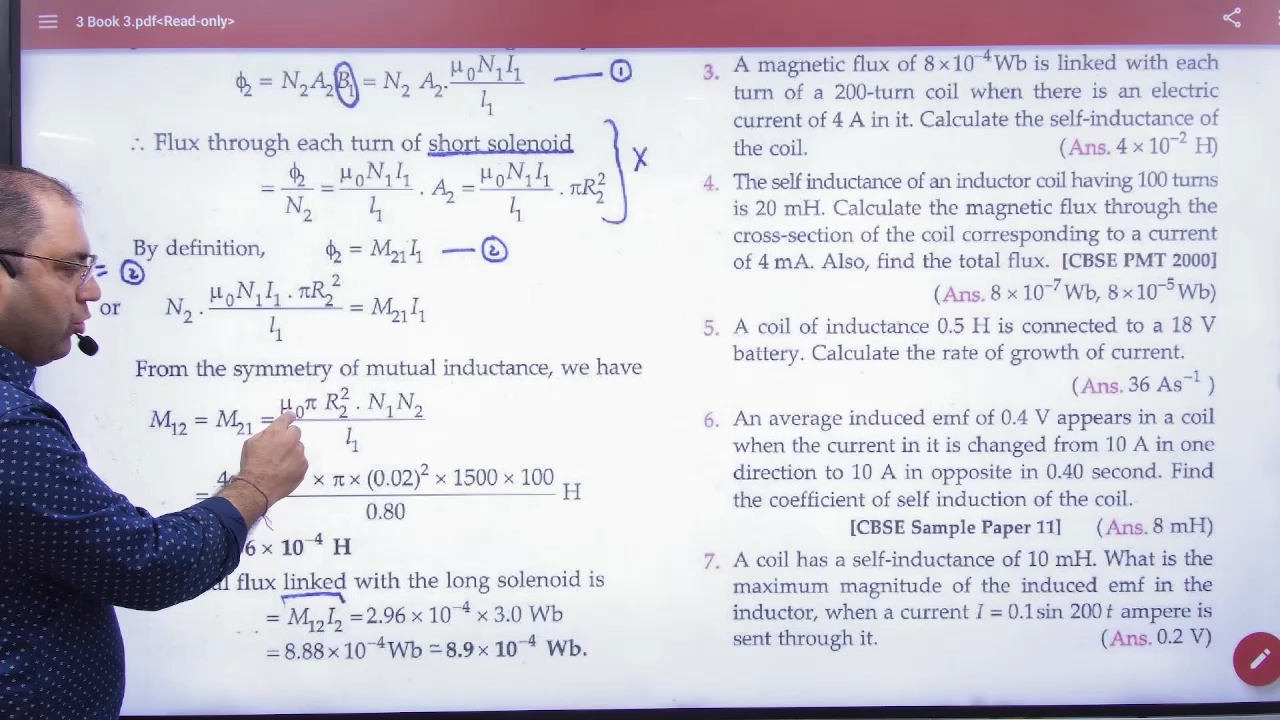 3 Book 3.pdf<Read-only>
ϕ₂ = N₂A₂B₁ = N₂ A₂. μ₀N₁I₁ / l₁ —— ①
∴ Flux through each turn of short solenoid
= ϕ₂ / N₂ = μ₀N₁I₁ / l₁ . A₂ = μ₀N₁I₁ / l₁ . πR₂² } X
By definition, ϕ₂ = M₂₁I₁ — ②
= ②
or N₂ . μ₀N₁I₁ . πR₂² / l₁ = M₂₁I₁
From the symmetry of mutual inductance, we have
M₁₂ = M₂₁ = μ₀π R₂² . N₁N₂ / l₁
= 4 × π × (0.02)² × 1500 × 100 / 0.80 H
6 × 10⁻⁴ H
flux linked with the long solenoid is
= M₁₂I₂ = 2.96 × 10⁻⁴ × 3.0 Wb
= 8.88 × 10⁻⁴ Wb = 8.9 × 10⁻⁴ Wb.
3. A magnetic flux of 8×10⁻⁴ Wb is linked with each
turn of a 200-turn coil when there is an electric
current of 4 A in it. Calculate the self-inductance of
the coil. (Ans. 4 × 10⁻² H)
4. The self inductance of an inductor coil having 100 turns
is 20 mH. Calculate the magnetic flux through the
cross-section of the coil corresponding to a current
of 4 mA. Also, find the total flux. [CBSE PMT 2000]
(Ans. 8 × 10⁻⁷ Wb, 8 × 10⁻⁵ Wb)
5. A coil of inductance 0.5 H is connected to a 18 V
battery. Calculate the rate of growth of current.
(Ans. 36 As⁻¹ )
6. An average induced emf of 0.4 V appears in a coil
when the current in it is changed from 10 A in one
direction to 10 A in opposite in 0.40 second. Find
the coefficient of self induction of the coil.
[CBSE Sample Paper 11] (Ans. 8 mH)
7. A coil has a self-inductance of 10 mH. What is the
maximum magnitude of the induced emf in the
inductor, when a current I = 0.1 sin 200 t ampere is
sent through it. (Ans. 0.2 V)